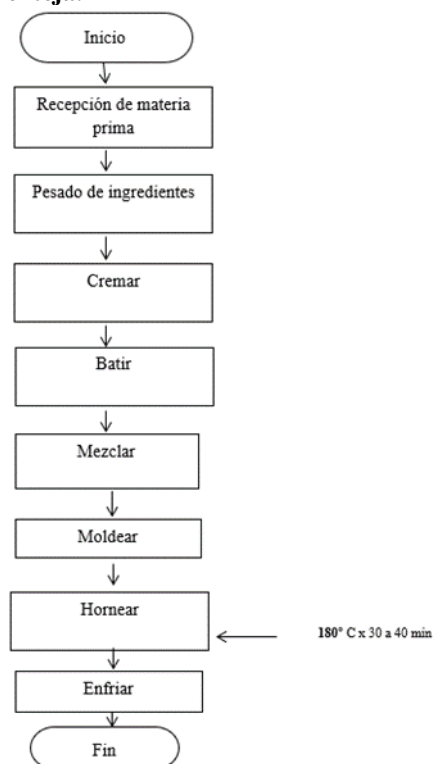 Inicio
Recepción de materia
prima
Pesado de ingredientes
Cremar
Batir
Mezclar
Moldear
Hornear
180° C x 30 a 40 min
Enfriar
Fin